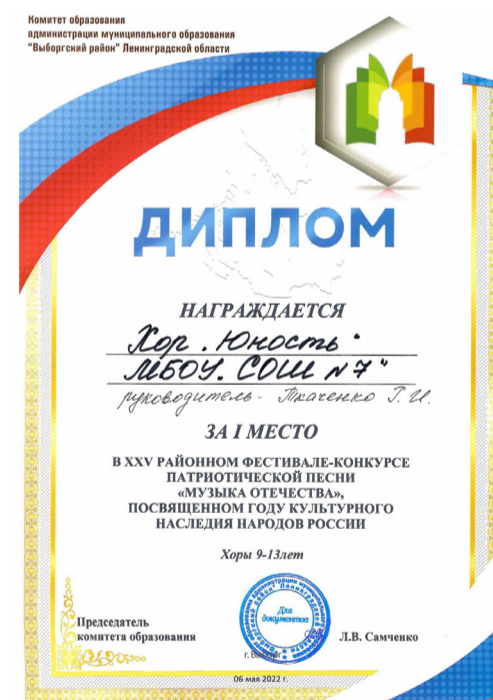 Комитет образования
администрации муниципального образования
"Выборгский район" Ленинградской области
ДИПЛОМ
НАГРАЖДАЕТСЯ
Хор „Юность"
МБОУ „СОШ №7"
руководитель - Ткаченко Г. И.
ЗА I МЕСТО
В XXV РАЙОННОМ ФЕСТИВАЛЕ-КОНКУРСЕ
ПАТРИОТИЧЕСКОЙ ПЕСНИ
«МУЗЫКА ОТЕЧЕСТВА»,
ПОСВЯЩЕННОМ ГОДУ КУЛЬТУРНОГО
НАСЛЕДИЯ НАРОДОВ РОССИИ
Хоры 9-13лет
Для
документов
Председатель
комитета образования
Л.В. Самченко
г. Выборг
06 мая 2022 г.